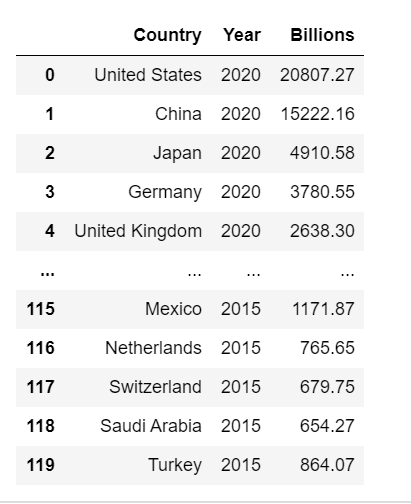 Country Year Billions
0 United States 2020 20807.27
1 China 2020 15222.16
2 Japan 2020 4910.58
3 Germany 2020 3780.55
4 United Kingdom 2020 2638.30
... ... ... ...
115 Mexico 2015 1171.87
116 Netherlands 2015 765.65
117 Switzerland 2015 679.75
118 Saudi Arabia 2015 654.27
119 Turkey 2015 864.07